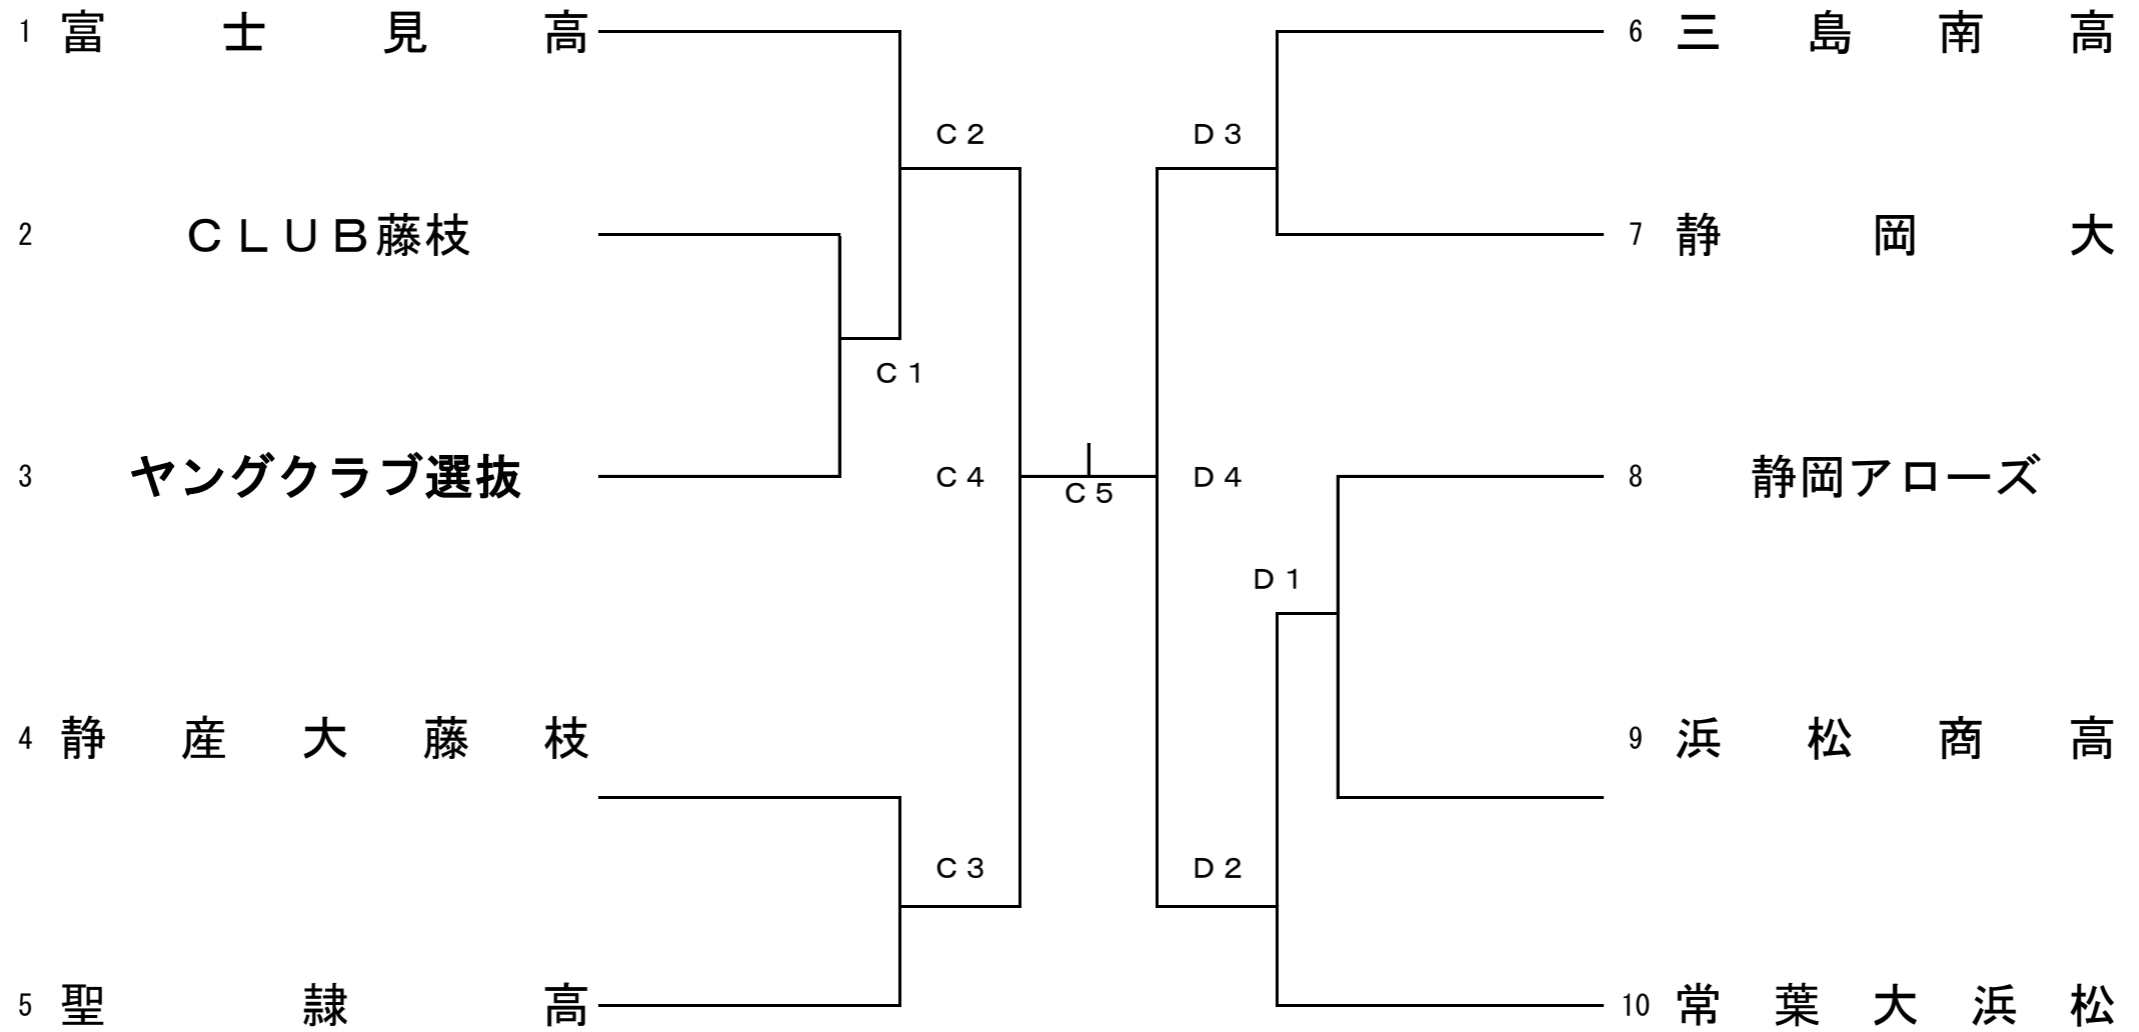 1 富士見高
6 三島南高
Ｃ２
Ｄ３
2 ＣＬＵＢ藤枝
7 静岡大
Ｃ１
3 ヤングクラブ選抜
Ｃ４
Ｃ５
Ｄ４
8 静岡アローズ
Ｄ１
4 静産大藤枝
9 浜松商高
Ｃ３
Ｄ２
5 聖隷高
10 常葉大浜松